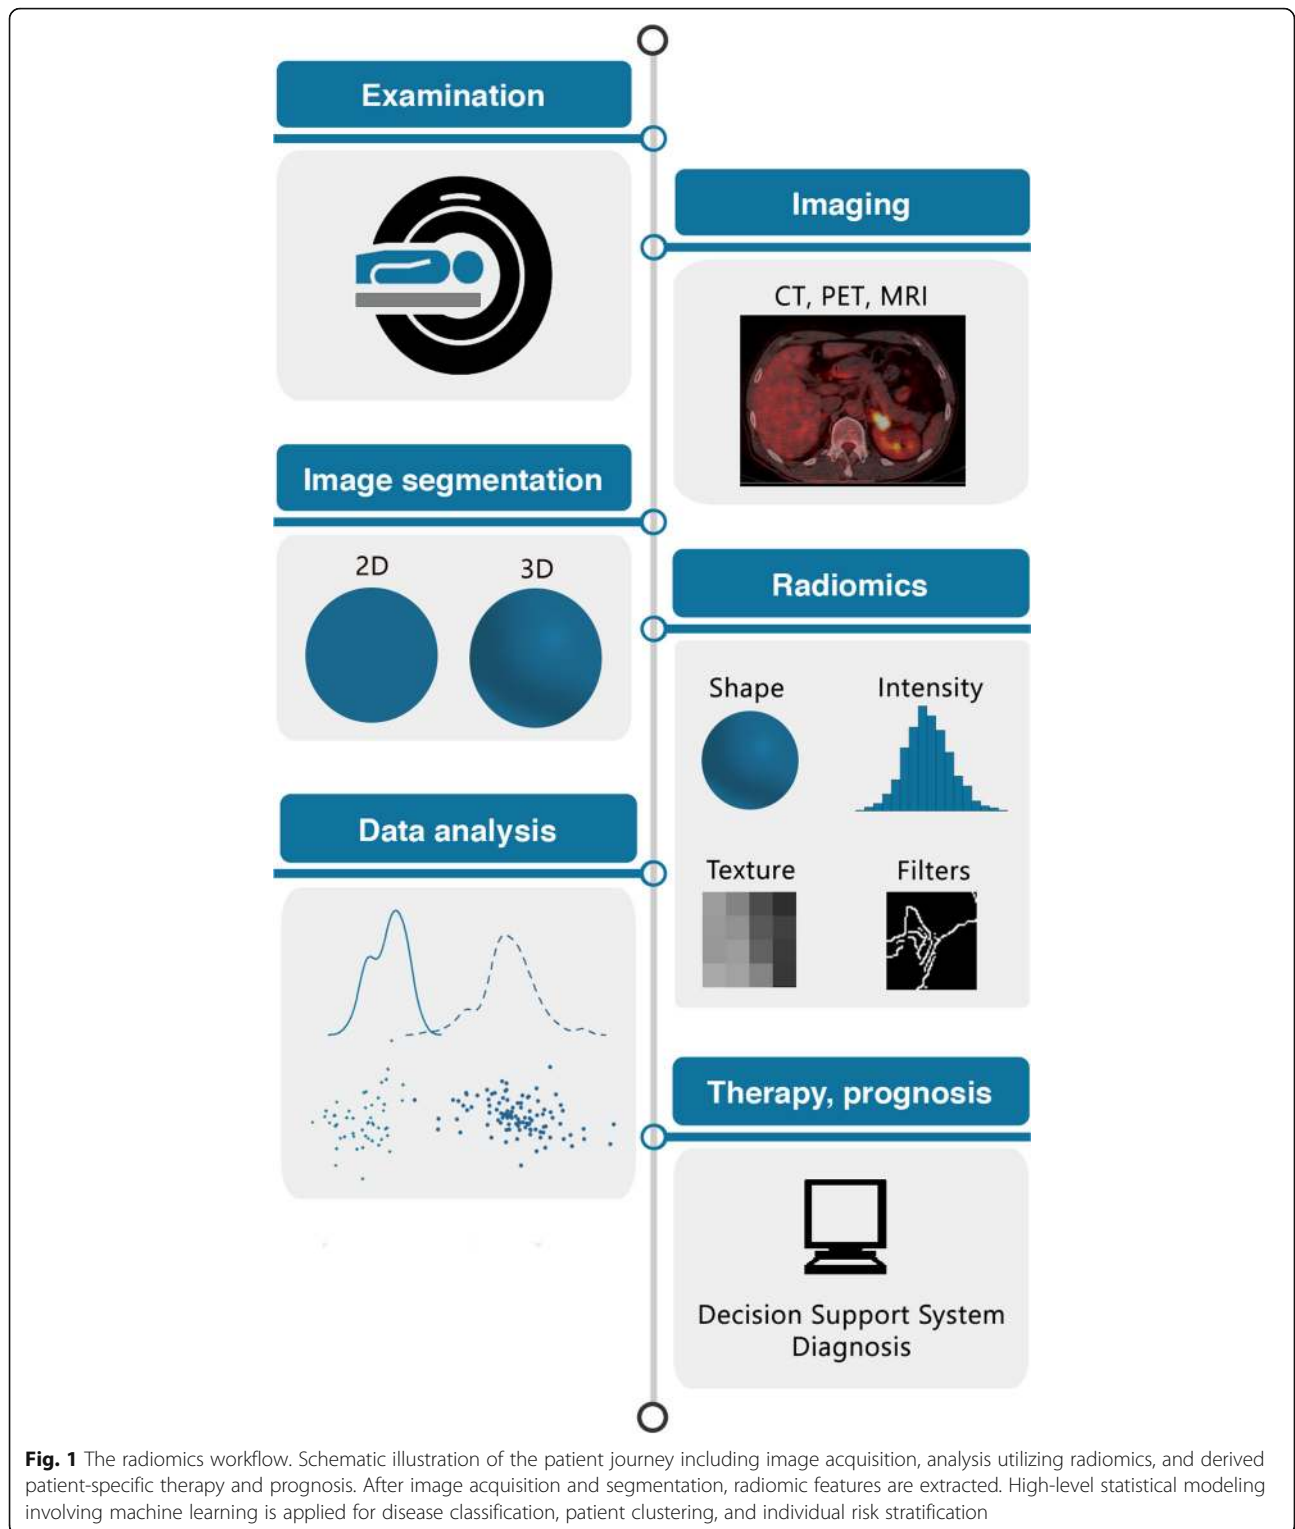 Examination
Imaging
CT, PET, MRI
Image segmentation
2D
3D
Radiomics
Shape
Intensity
Texture
Filters
Data analysis
Therapy, prognosis
Decision Support System
Diagnosis
Fig. 1 The radiomics workflow. Schematic illustration of the patient journey including image acquisition, analysis utilizing radiomics, and derived
patient-specific therapy and prognosis. After image acquisition and segmentation, radiomic features are extracted. High-level statistical modeling
involving machine learning is applied for disease classification, patient clustering, and individual risk stratification